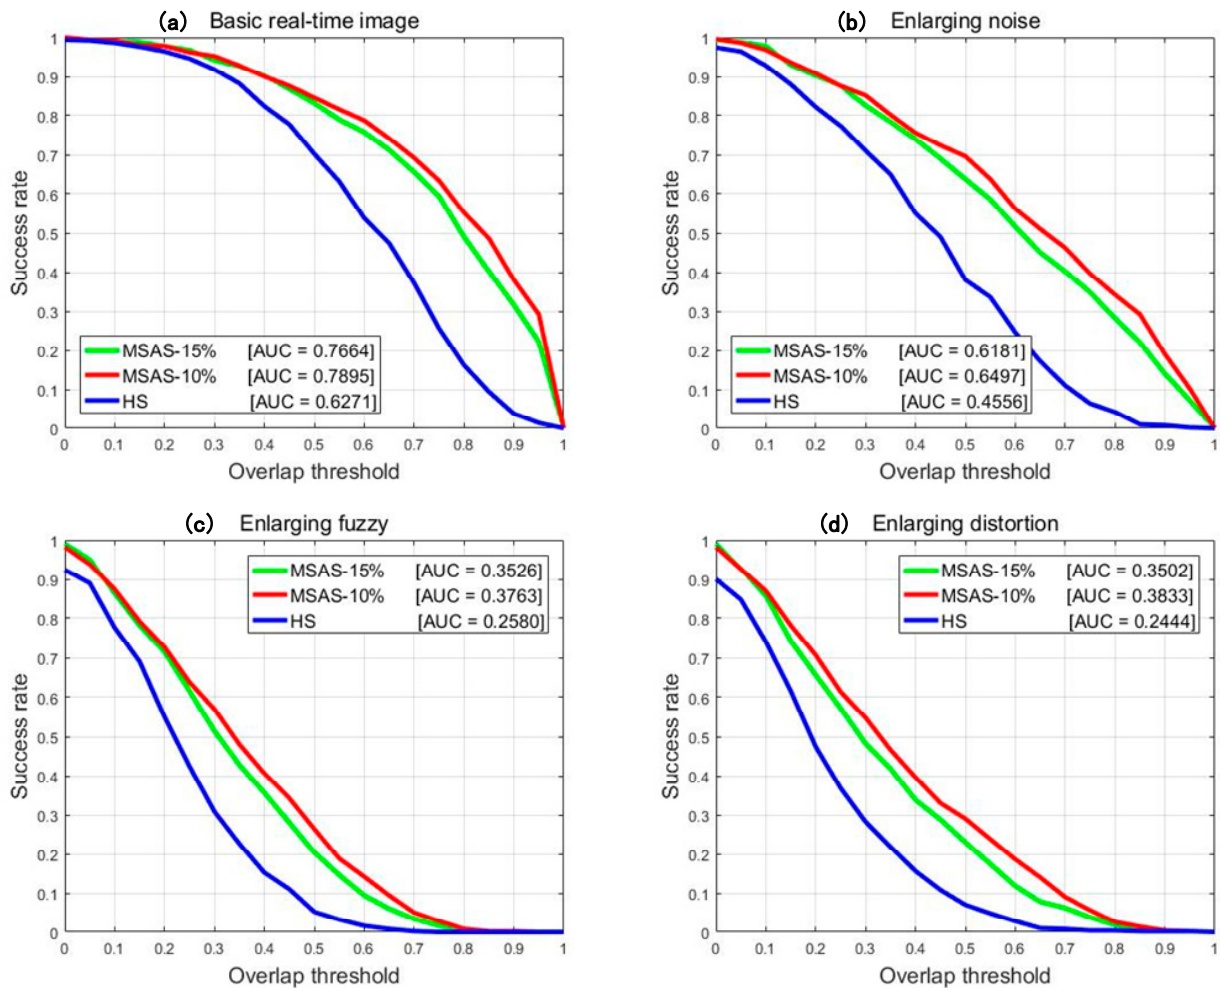 (a) Basic real-time image
1
0.9
0.8
0.7
0.6
0.5
0.4
0.3
0.2
0.1
0
Success rate
MSAS-15% [AUC = 0.7664]
MSAS-10% [AUC = 0.7895]
HS [AUC = 0.6271]
0 0.1 0.2 0.3 0.4 0.5 0.6 0.7 0.8 0.9 1
Overlap threshold
(b) Enlarging noise
1
0.9
0.8
0.7
0.6
0.5
0.4
0.3
0.2
0.1
0
Success rate
MSAS-15% [AUC = 0.6181]
MSAS-10% [AUC = 0.6497]
HS [AUC = 0.4556]
0 0.1 0.2 0.3 0.4 0.5 0.6 0.7 0.8 0.9 1
Overlap threshold
(c) Enlarging fuzzy
1
0.9
0.8
0.7
0.6
0.5
0.4
0.3
0.2
0.1
0
Success rate
MSAS-15% [AUC = 0.3526]
MSAS-10% [AUC = 0.3763]
HS [AUC = 0.2580]
0 0.1 0.2 0.3 0.4 0.5 0.6 0.7 0.8 0.9 1
Overlap threshold
(d) Enlarging distortion
1
0.9
0.8
0.7
0.6
0.5
0.4
0.3
0.2
0.1
0
Success rate
MSAS-15% [AUC = 0.3502]
MSAS-10% [AUC = 0.3833]
HS [AUC = 0.2444]
0 0.1 0.2 0.3 0.4 0.5 0.6 0.7 0.8 0.9 1
Overlap threshold